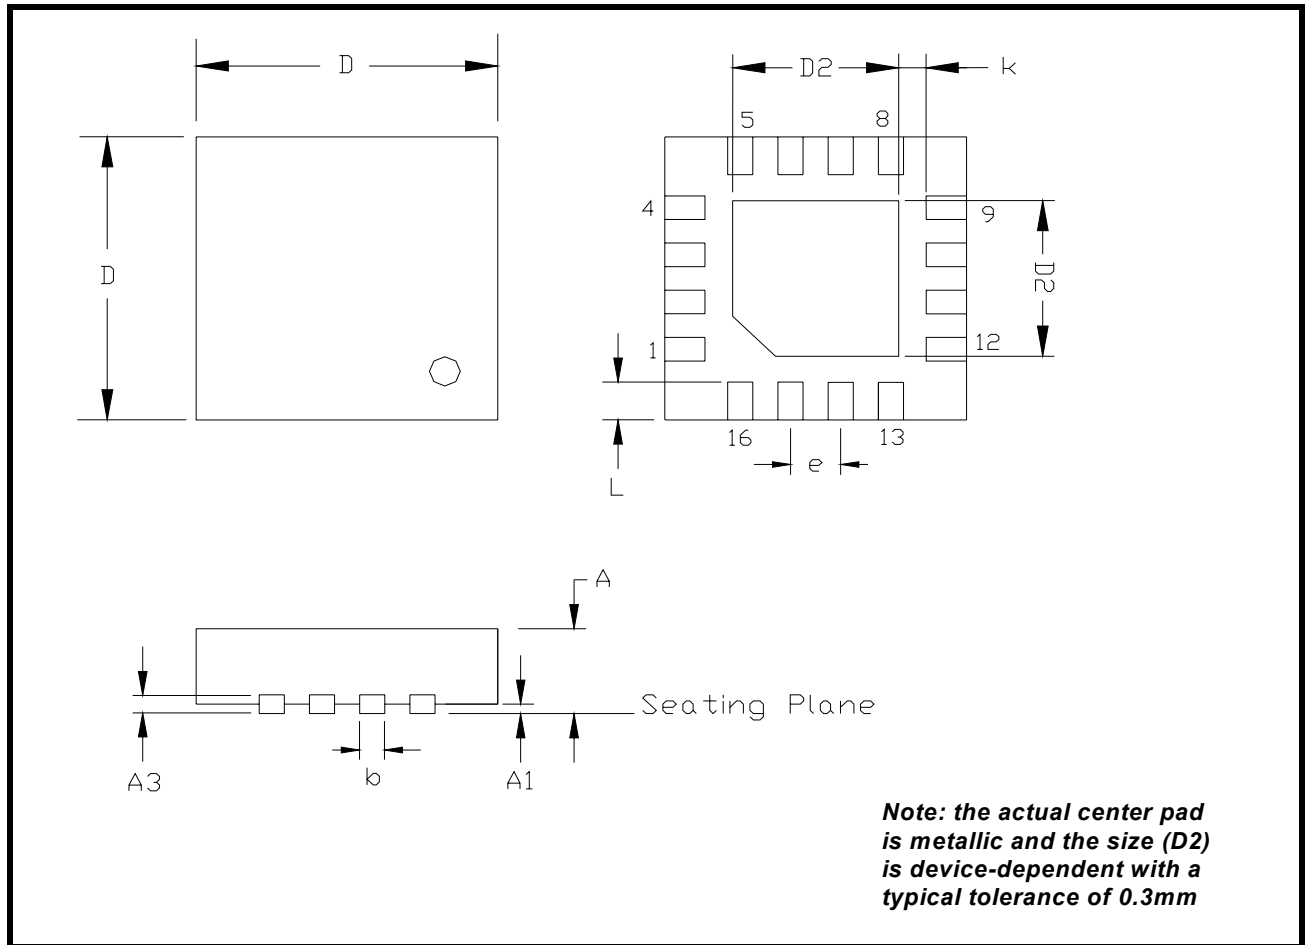 D
D2
k
5
8
4
9
D
D2
1
12
16
13
e
L
A
Seating Plane
A3
b
A1
Note: the actual center pad
is metallic and the size (D2)
is device-dependent with a
typical tolerance of 0.3mm